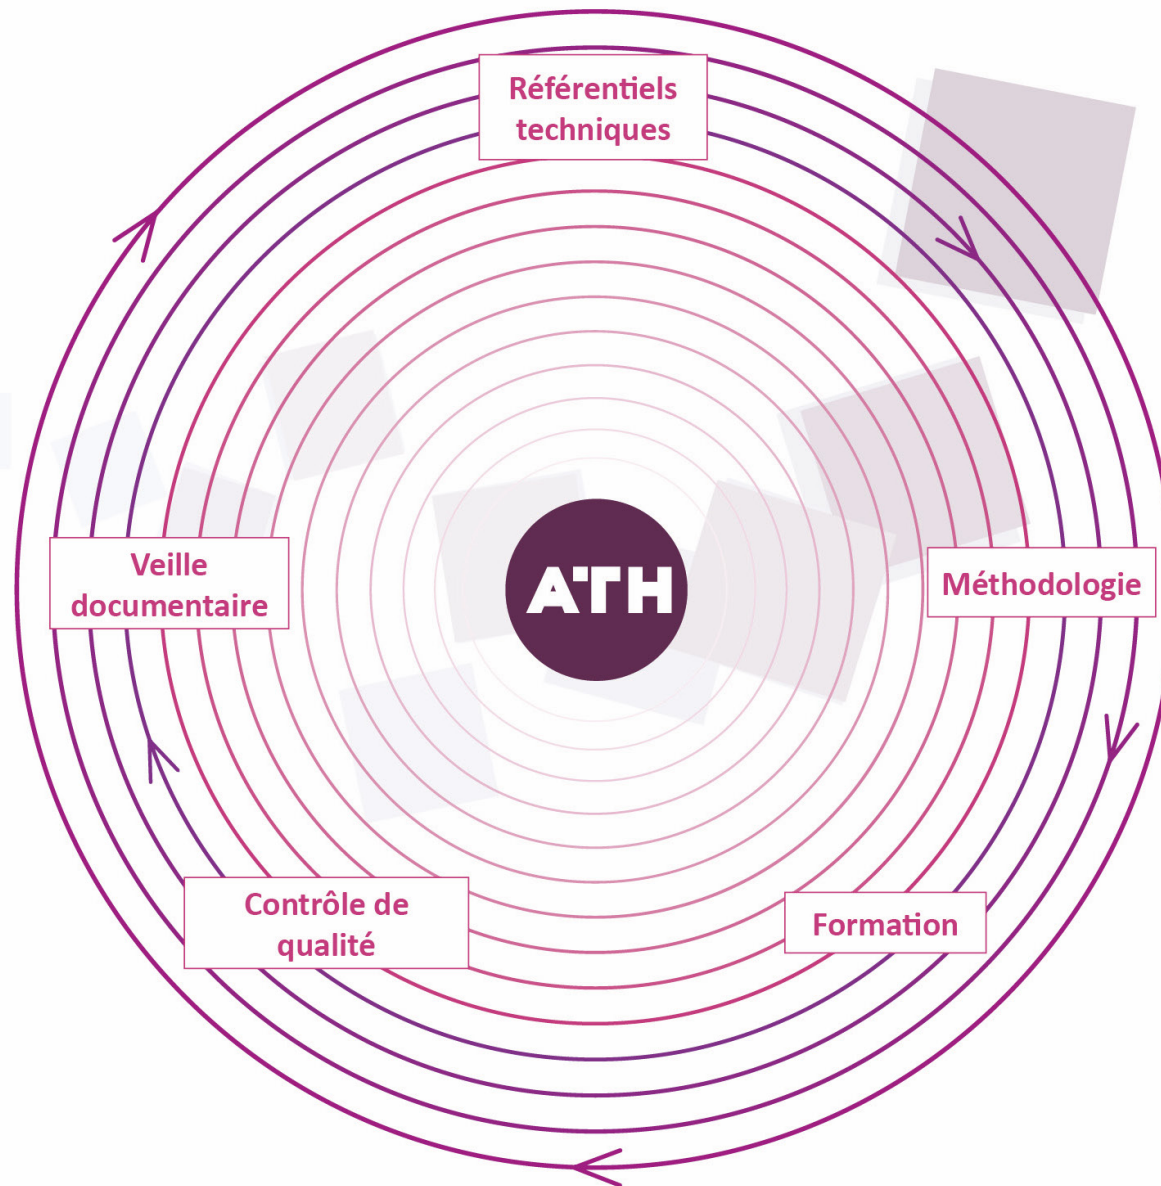 Référentiels
techniques
Veille
documentaire
ATH
Méthodologie
Contrôle de
qualité
Formation